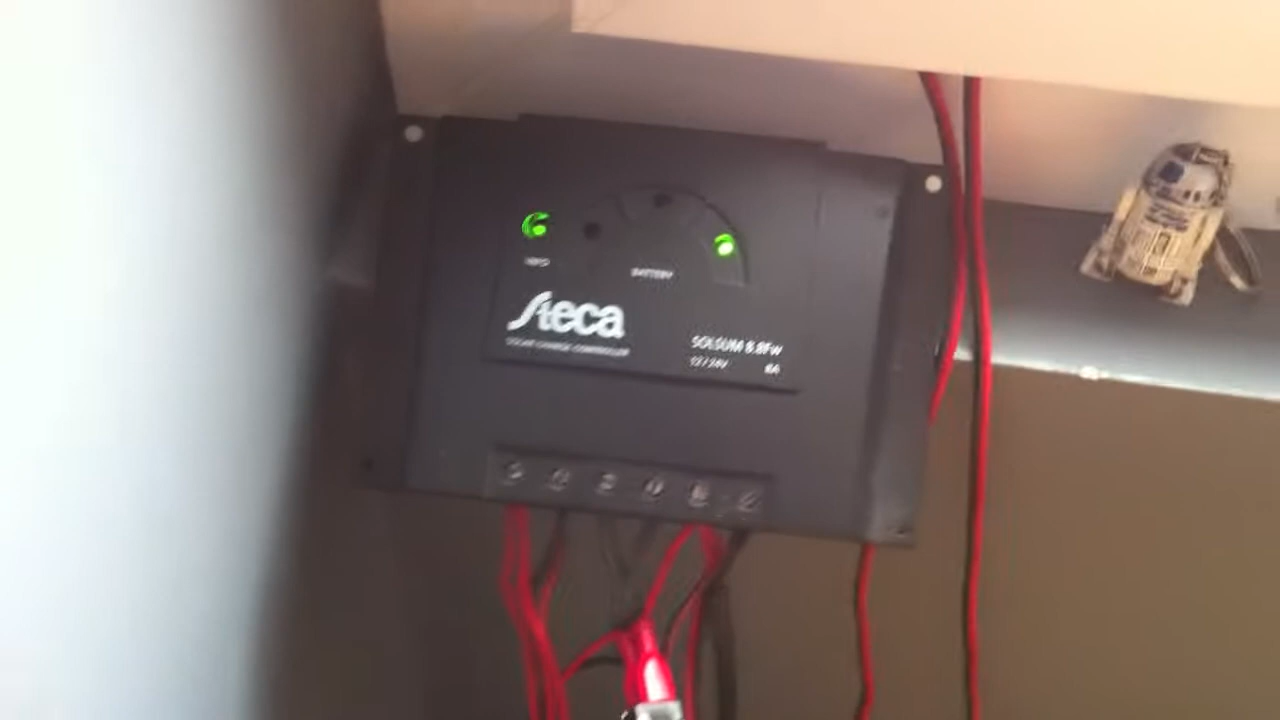 INFO
BATTERY
Steca
SOLAR CHARGE CONTROLLER
SOLSUM 8.8Fw
12/24V 8A